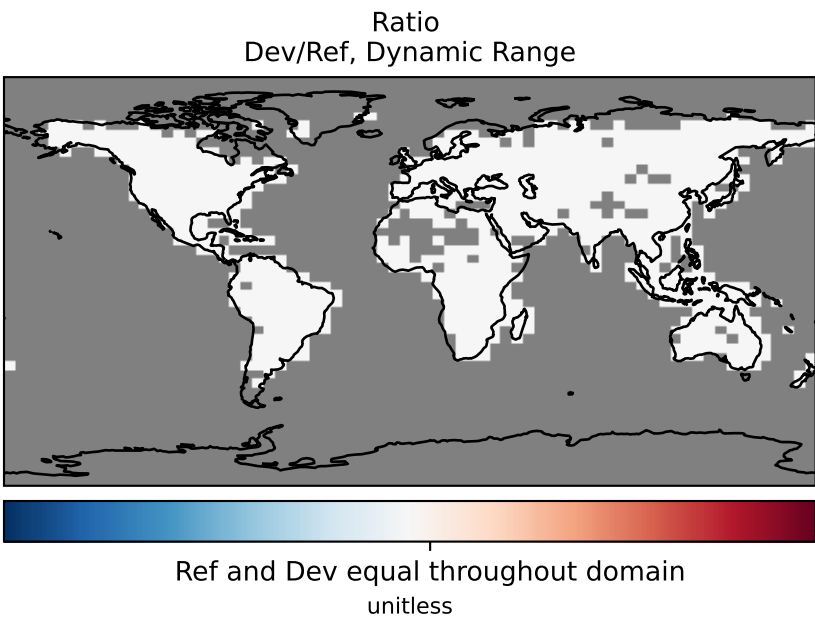 Ratio
Dev/Ref, Dynamic Range
Ref and Dev equal throughout domain
unitless